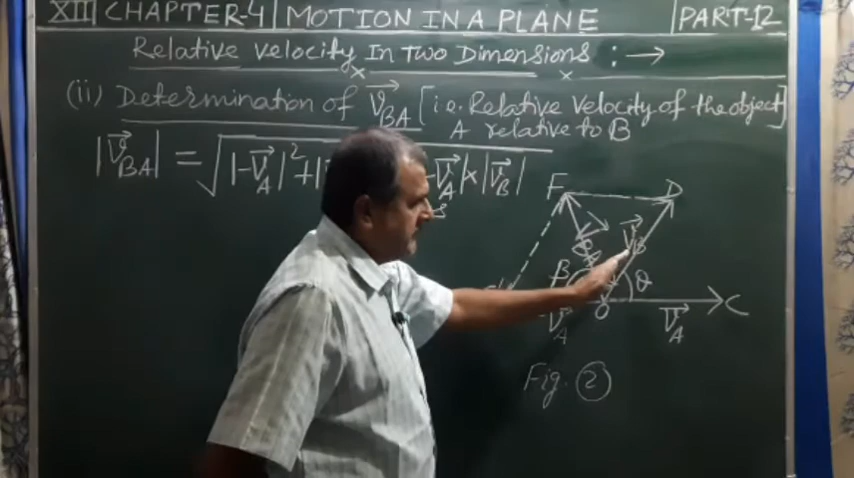 XII CHAPTER-4 MOTION IN A PLANE PART-12
Relative velocity In Two Dimensions :→
(ii) Determination of V⃗BA [i.e. Relative Velocity of the object]
A relative to B
|V⃗BA| = √|-V⃗A|²+| -V⃗A|×|V⃗B|
F D
V⃗B
β θ
O C
V⃗A V⃗A
Fig. ②